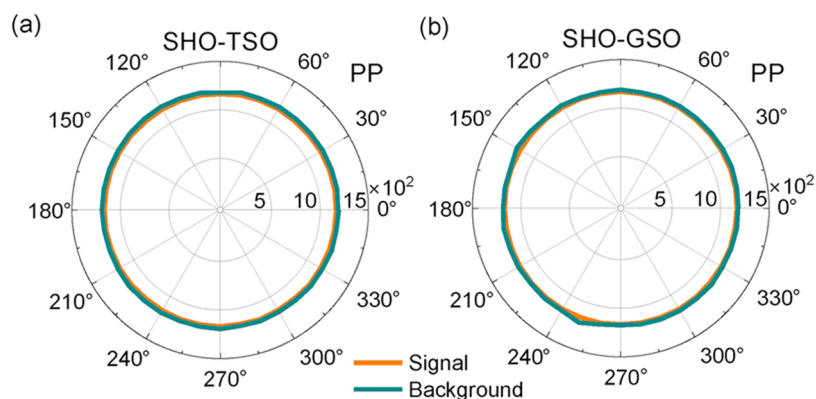 (a)
SHO-TSO
PP
120° 60°
150° 30°
180° 5 10 15 ×10² 0°
210° 330°
240° 300°
270°
(b)
SHO-GSO
PP
120° 60°
150° 30°
180° 5 10 15 ×10² 0°
210° 330°
240° 300°
270°
Signal
Background